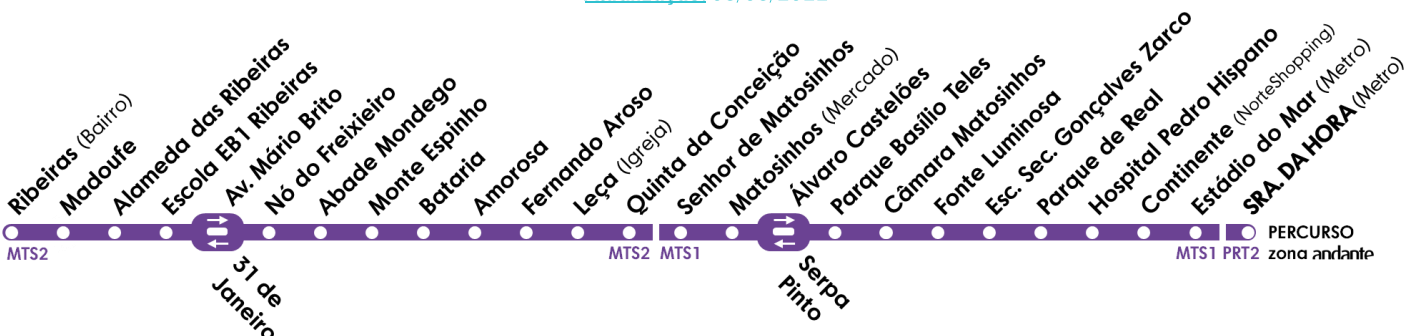 Ribeiras (Bairro)
Madoufe
Alameda das Ribeiras
Escola EB1 Ribeiras
Av. Mário Brito
Nó do Freixieiro
Abade Mondego
Monte Espinho
Bataria
Amorosa
Fernando Aroso
Leça (Igreja)
Quinta da Conceição
Senhor de Matosinhos
Matosinhos (Mercado)
Álvaro Castelões
Parque Basílio Teles
Câmara Matosinhos
Fonte Luminosa
Esc. Sec. Gonçalves Zarco
Parque de Real
Hospital Pedro Hispano
Continente (NorteShopping)
Estádio do Mar (Metro)
SRA. DA HORA (Metro)
PERCURSO
MTS2
MTS2
MTS1
MTS1
PRT2
zona andante
31 de
Janeiro
Serpa
Pinto